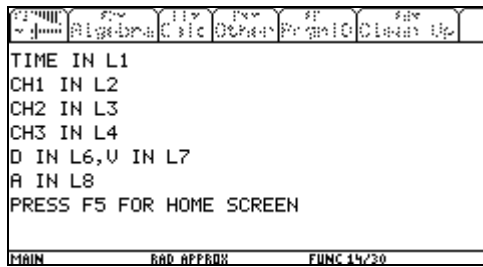 Algebra Calc Other PrgmIO Clean Up
TIME IN L1
CH1 IN L2
CH2 IN L3
CH3 IN L4
D IN L6,V IN L7
A IN L8
PRESS F5 FOR HOME SCREEN
MAIN RAD APPROX FUNC 14/30